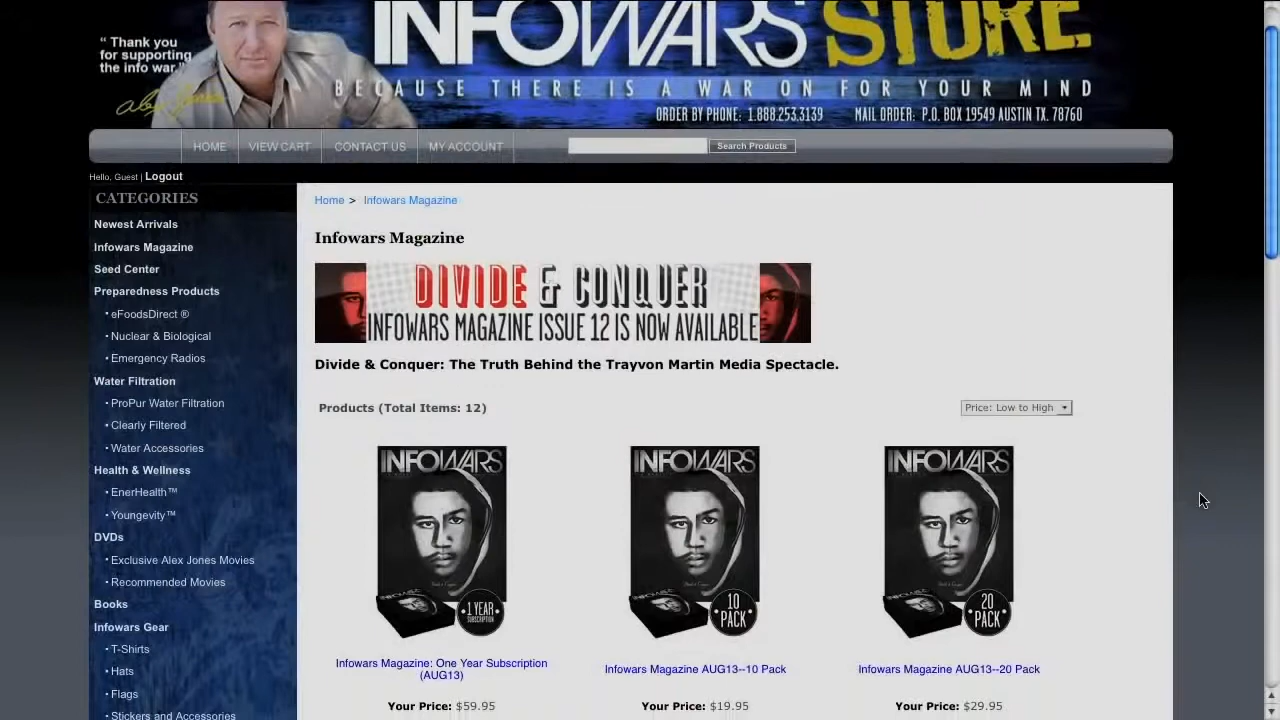 INFOWARS STORE
“ Thank you
for supporting
the info war.”
BECAUSE THERE IS A WAR ON FOR YOUR MIND
ORDER BY PHONE: 1.888.253.3139 MAIL ORDER: P.O. BOX 19549 AUSTIN TX. 78760
HOME VIEW CART CONTACT US MY ACCOUNT Search Products
Hello, Guest | Logout
CATEGORIES
Newest Arrivals
Infowars Magazine
Seed Center
Preparedness Products
• eFoodsDirect ®
• Nuclear & Biological
• Emergency Radios
Water Filtration
• ProPur Water Filtration
• Clearly Filtered
• Water Accessories
Health & Wellness
• EnerHealth™
• Youngevity™
DVDs
• Exclusive Alex Jones Movies
• Recommended Movies
Books
Infowars Gear
• T-Shirts
• Hats
• Flags
• Stickers and Accessories
Home > Infowars Magazine
Infowars Magazine
DIVIDE & CONQUER
INFOWARS MAGAZINE ISSUE 12 IS NOW AVAILABLE
Divide & Conquer: The Truth Behind the Trayvon Martin Media Spectacle.
Products (Total Items: 12) Price: Low to High
INFOWARS INFOWARS INFOWARS
1 YEAR
SUBSCRIPTION
10
PACK
20
PACK
Infowars Magazine: One Year Subscription
(AUG13)
Infowars Magazine AUG13--10 Pack
Infowars Magazine AUG13--20 Pack
Your Price: $59.95 Your Price: $19.95 Your Price: $29.95